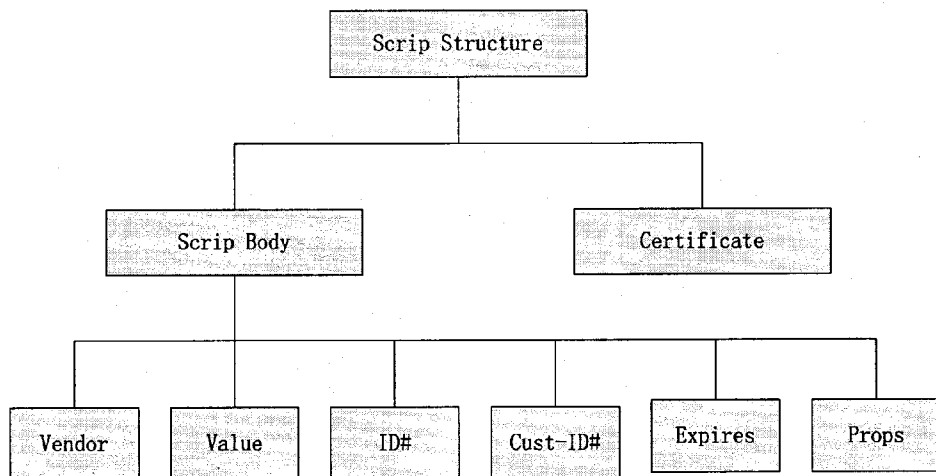 Scrip Structure
Scrip Body
Certificate
Vendor
Value
ID#
Cust-ID#
Expires
Props